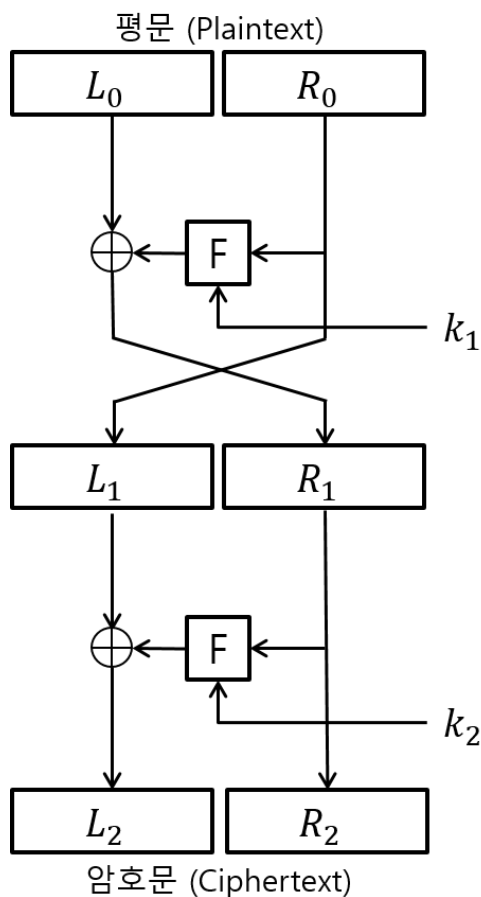 평문 (Plaintext)
L₀ R₀
F
k₁
L₁ R₁
F
k₂
L₂ R₂
암호문 (Ciphertext)